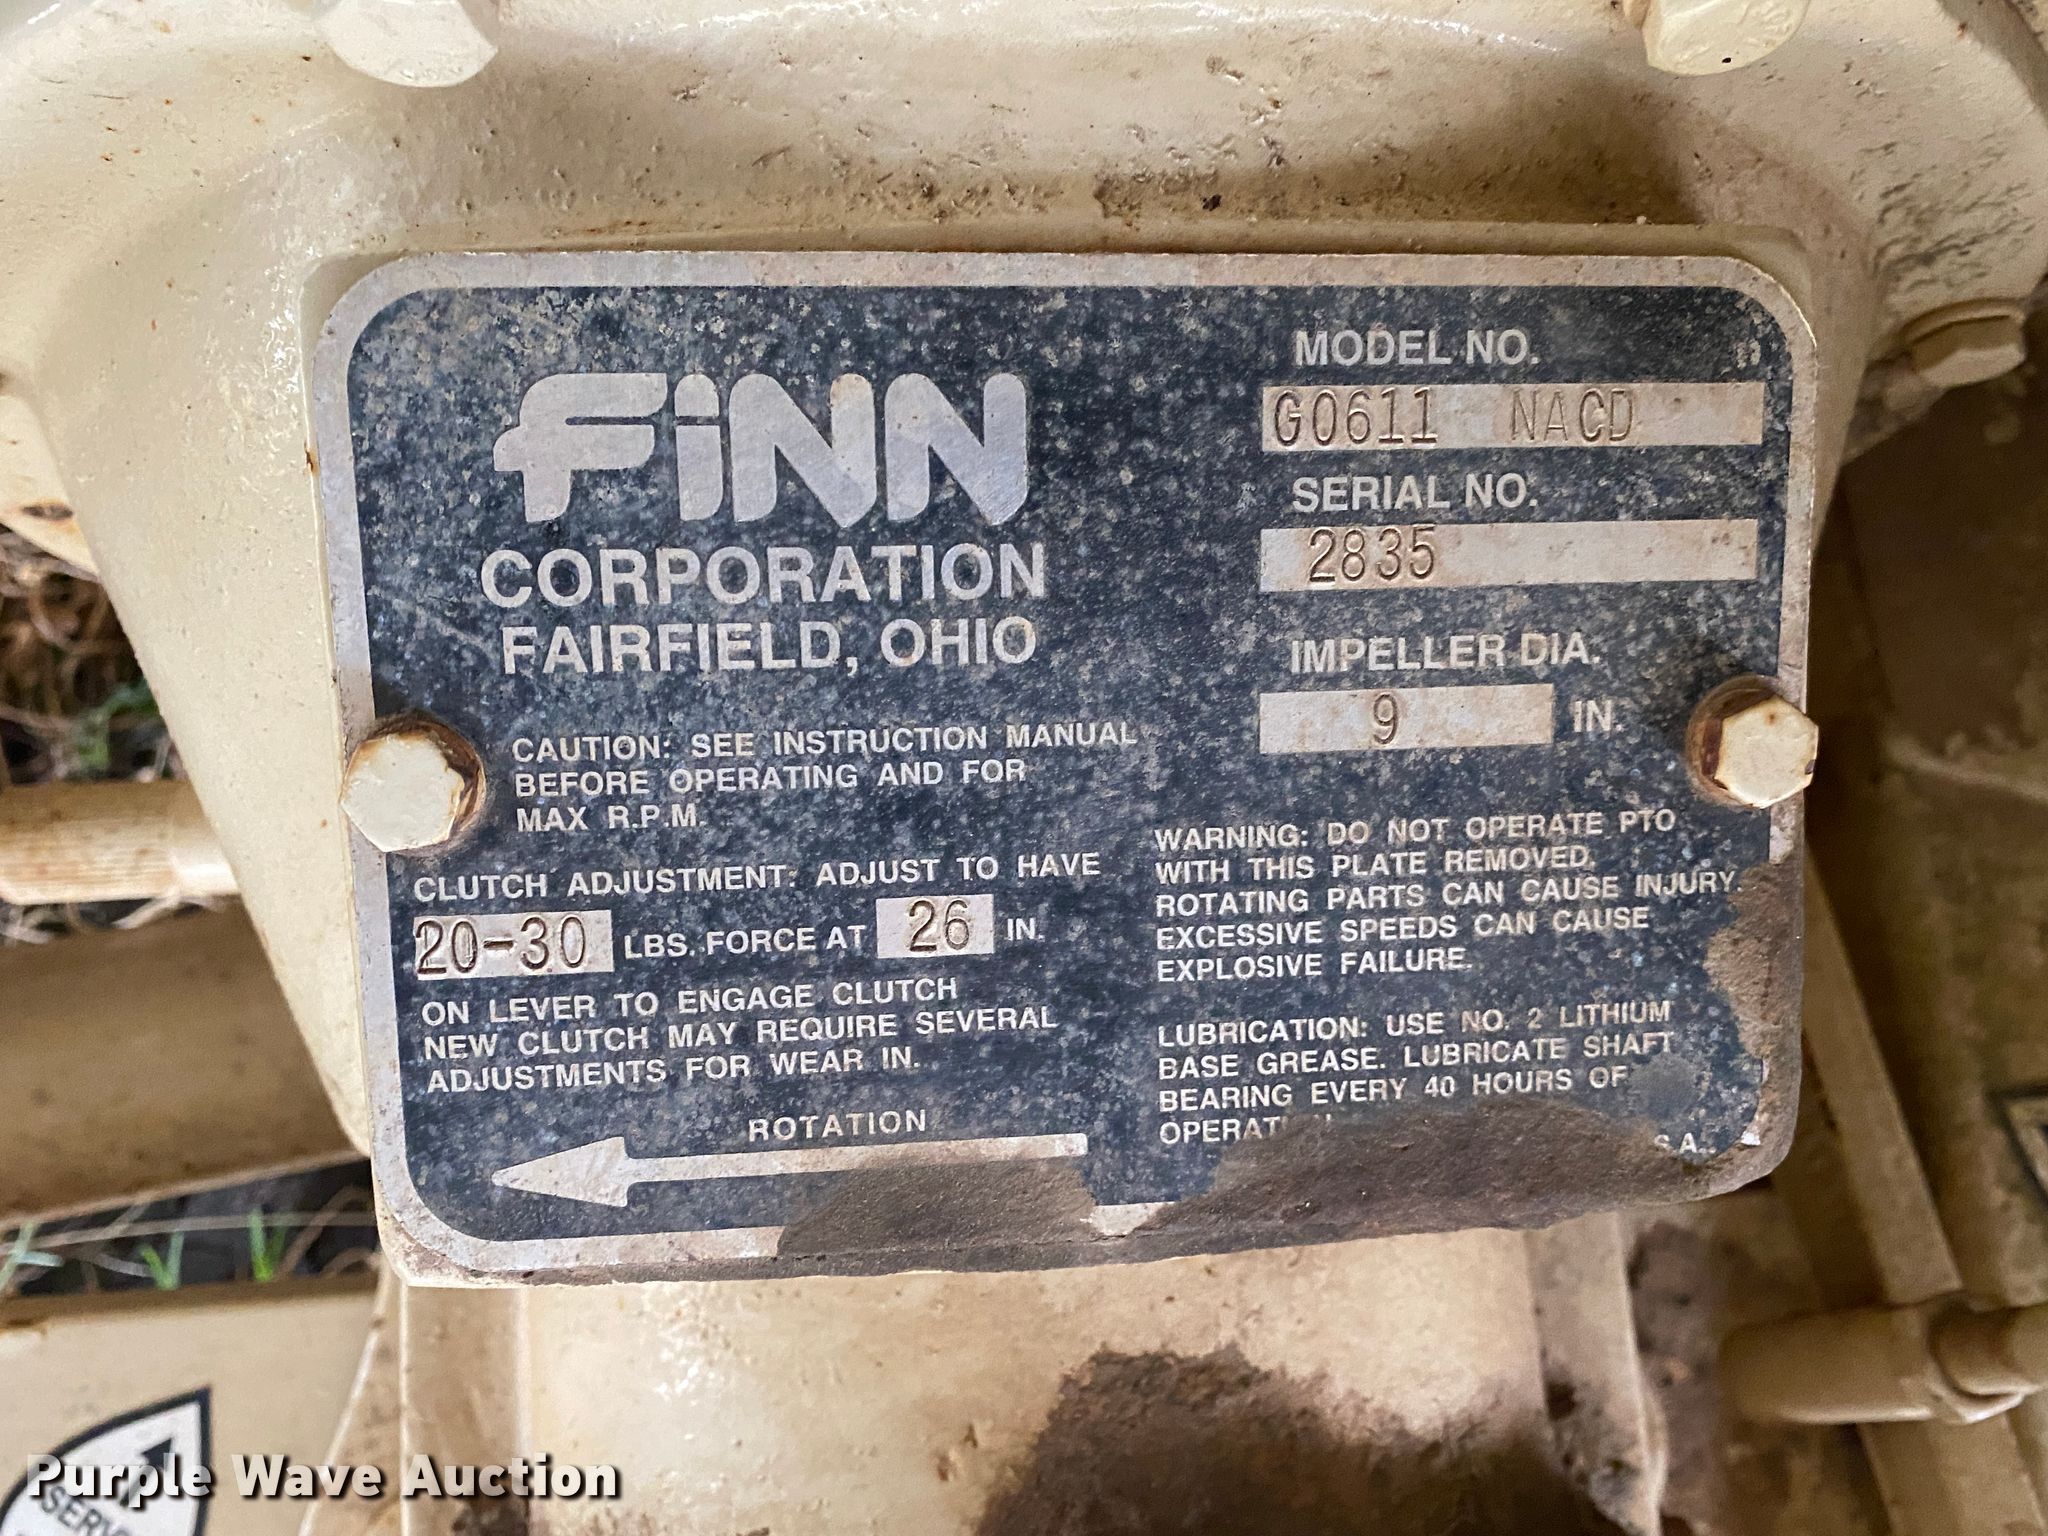 FiNN
CORPORATION
FAIRFIELD, OHIO
MODEL NO.
G0611 NACD
SERIAL NO.
2835
IMPELLER DIA.
9 IN.
CAUTION: SEE INSTRUCTION MANUAL
BEFORE OPERATING AND FOR
MAX R.P.M.
CLUTCH ADJUSTMENT: ADJUST TO HAVE
20-30 LBS. FORCE AT 26 IN.
ON LEVER TO ENGAGE CLUTCH
NEW CLUTCH MAY REQUIRE SEVERAL
ADJUSTMENTS FOR WEAR IN.
ROTATION
WARNING: DO NOT OPERATE PTO
WITH THIS PLATE REMOVED.
ROTATING PARTS CAN CAUSE INJURY.
EXCESSIVE SPEEDS CAN CAUSE
EXPLOSIVE FAILURE.
LUBRICATION: USE NO. 2 LITHIUM
BASE GREASE. LUBRICATE SHAFT
BEARING EVERY 40 HOURS OF
Purple Wave Auction